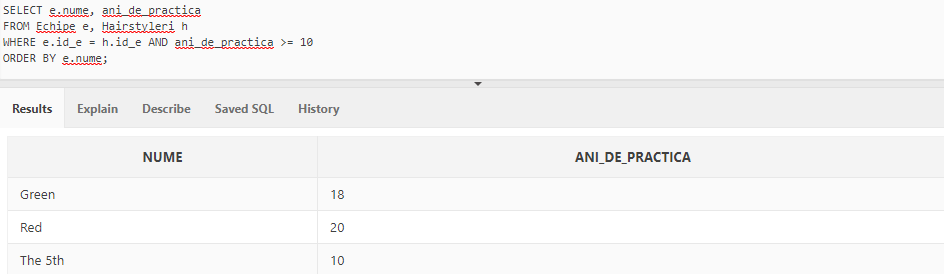 SELECT e.nume, ani_de_practica
FROM Echipe e, Hairstyleri h
WHERE e.id_e = h.id_e AND ani_de_practica >= 10
ORDER BY e.nume;
Results Explain Describe Saved SQL History
NUME ANI_DE_PRACTICA
Green 18
Red 20
The 5th 10